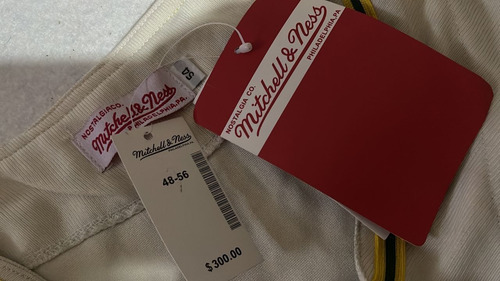 NOSTALGIA CO.
Mitchell & Ness
PHILADELPHIA, PA.
54
NOSTALGIA CO.
Mitchell & Ness
PHILADELPHIA, PA.
Mitchell & Ness
48-56
$300.00